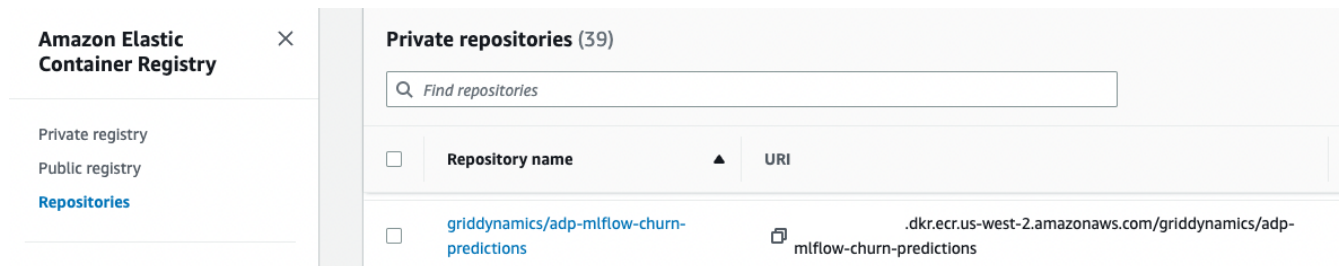 Amazon Elastic
Container Registry
Private registry
Public registry
Repositories
Private repositories (39)
Find repositories
Repository name
URI
griddynamics/adp-mlflow-churn-
predictions
.dkr.ecr.us-west-2.amazonaws.com/griddynamics/adp-
mlflow-churn-predictions